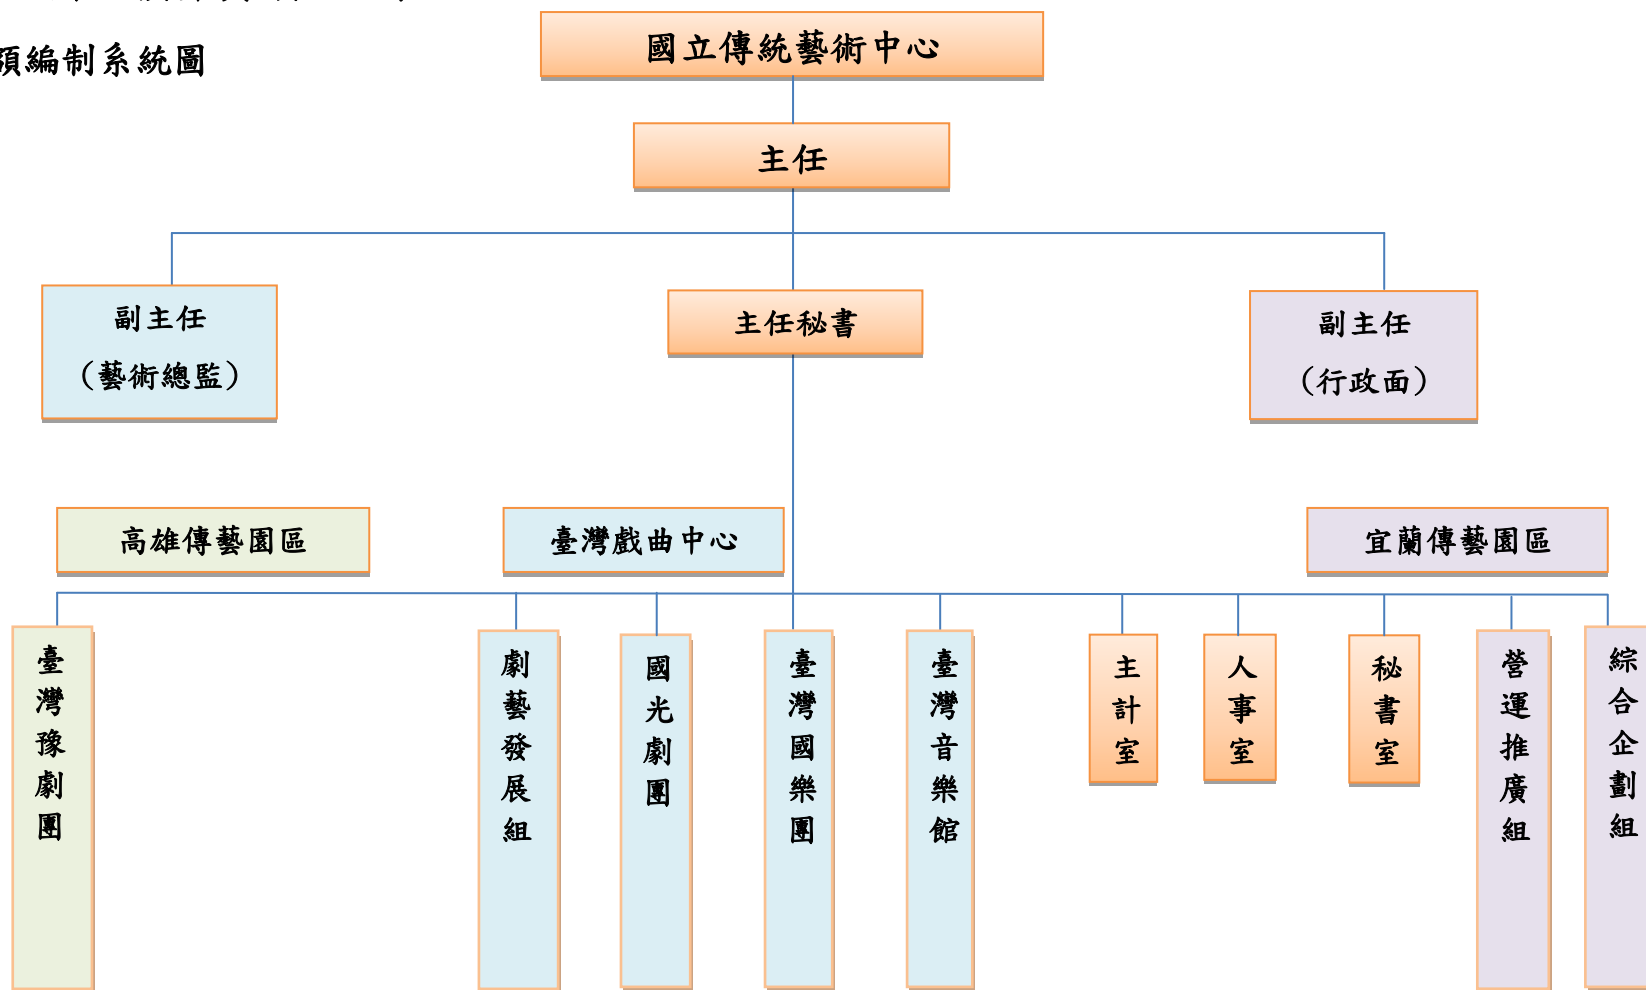 國立傳統藝術中心
須編制系統圖
主任
副主任
（藝術總監）
主任秘書
副主任
（行政面）
高雄傳藝園區
臺灣戲曲中心
宜蘭傳藝園區
臺灣豫劇團
劇藝發展組
國光劇團
臺灣國樂團
臺灣音樂館
主計室
人事室
秘書室
營運推廣組
綜合企劃組